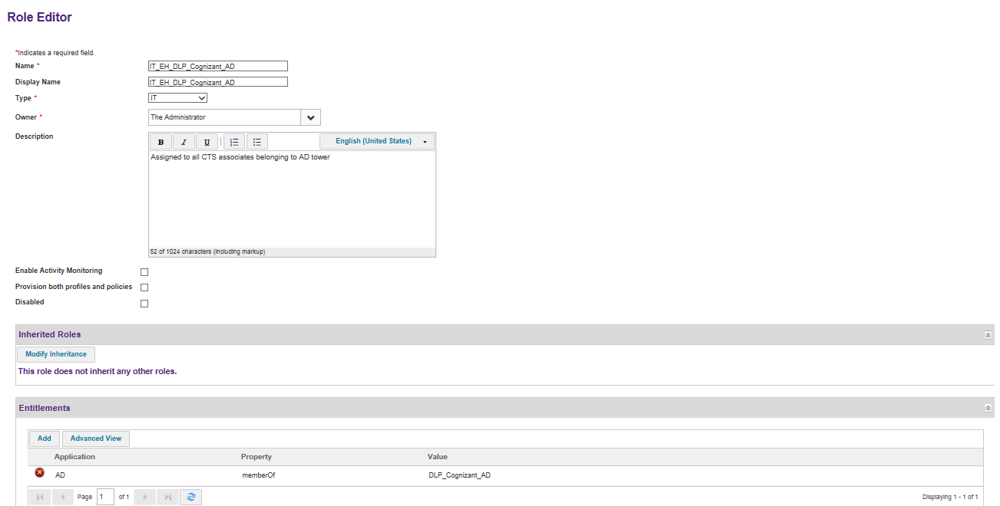 Role Editor
*Indicates a required field.
Name *
IT_EH_DLP_Cognizant_AD
Display Name
IT_EH_DLP_Cognizant_AD
Type *
IT
Owner *
The Administrator
Description
B I U English (United States)
Assigned to all CTS associates belonging to AD tower
52 of 1024 characters (including markup)
Enable Activity Monitoring
Provision both profiles and policies
Disabled
Inherited Roles
Modify Inheritance
This role does not inherit any other roles.
Entitlements
Add Advanced View
Application Property Value
AD memberOf DLP_Cognizant_AD
Page 1 of 1 Displaying 1 - 1 of 1